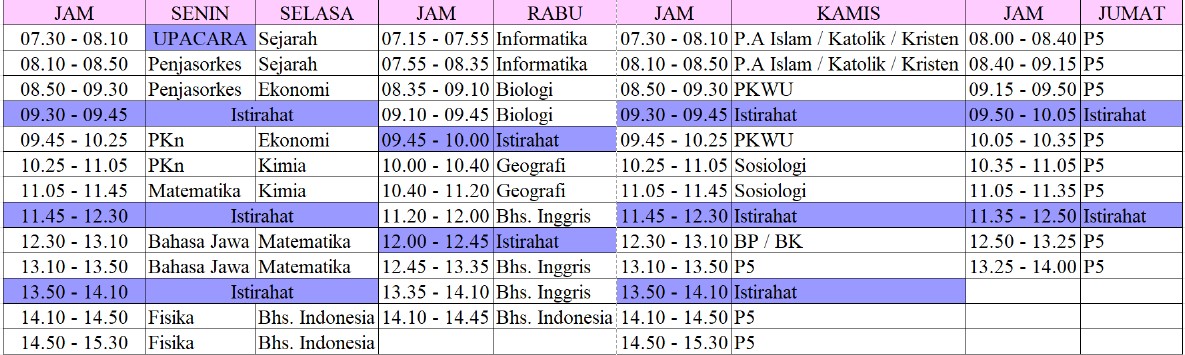 JAM SENIN SELASA JAM RABU JAM KAMIS JAM JUMAT
07.30 - 08.10 UPACARA Sejarah 07.15 - 07.55 Informatika 07.30 - 08.10 P.A Islam / Katolik / Kristen 08.00 - 08.40 P5
08.10 - 08.50 Penjasorkes Sejarah 07.55 - 08.35 Informatika 08.10 - 08.50 P.A Islam / Katolik / Kristen 08.40 - 09.15 P5
08.50 - 09.30 Penjasorkes Ekonomi 08.35 - 09.10 Biologi 08.50 - 09.30 PKWU 09.15 - 09.50 P5
09.30 - 09.45 Istirahat 09.10 - 09.45 Biologi 09.30 - 09.45 Istirahat 09.50 - 10.05 Istirahat
09.45 - 10.25 PKn Ekonomi 09.45 - 10.00 Istirahat 09.45 - 10.25 PKWU 10.05 - 10.35 P5
10.25 - 11.05 PKn Kimia 10.00 - 10.40 Geografi 10.25 - 11.05 Sosiologi 10.35 - 11.05 P5
11.05 - 11.45 Matematika Kimia 10.40 - 11.20 Geografi 11.05 - 11.45 Sosiologi 11.05 - 11.35 P5
11.45 - 12.30 Istirahat 11.20 - 12.00 Bhs. Inggris 11.45 - 12.30 Istirahat 11.35 - 12.50 Istirahat
12.30 - 13.10 Bahasa Jawa Matematika 12.00 - 12.45 Istirahat 12.30 - 13.10 BP / BK 12.50 - 13.25 P5
13.10 - 13.50 Bahasa Jawa Matematika 12.45 - 13.35 Bhs. Inggris 13.10 - 13.50 P5 13.25 - 14.00 P5
13.50 - 14.10 Istirahat 13.35 - 14.10 Bhs. Inggris 13.50 - 14.10 Istirahat
14.10 - 14.50 Fisika Bhs. Indonesia 14.10 - 14.45 Bhs. Indonesia 14.10 - 14.50 P5
14.50 - 15.30 Fisika Bhs. Indonesia 14.50 - 15.30 P5